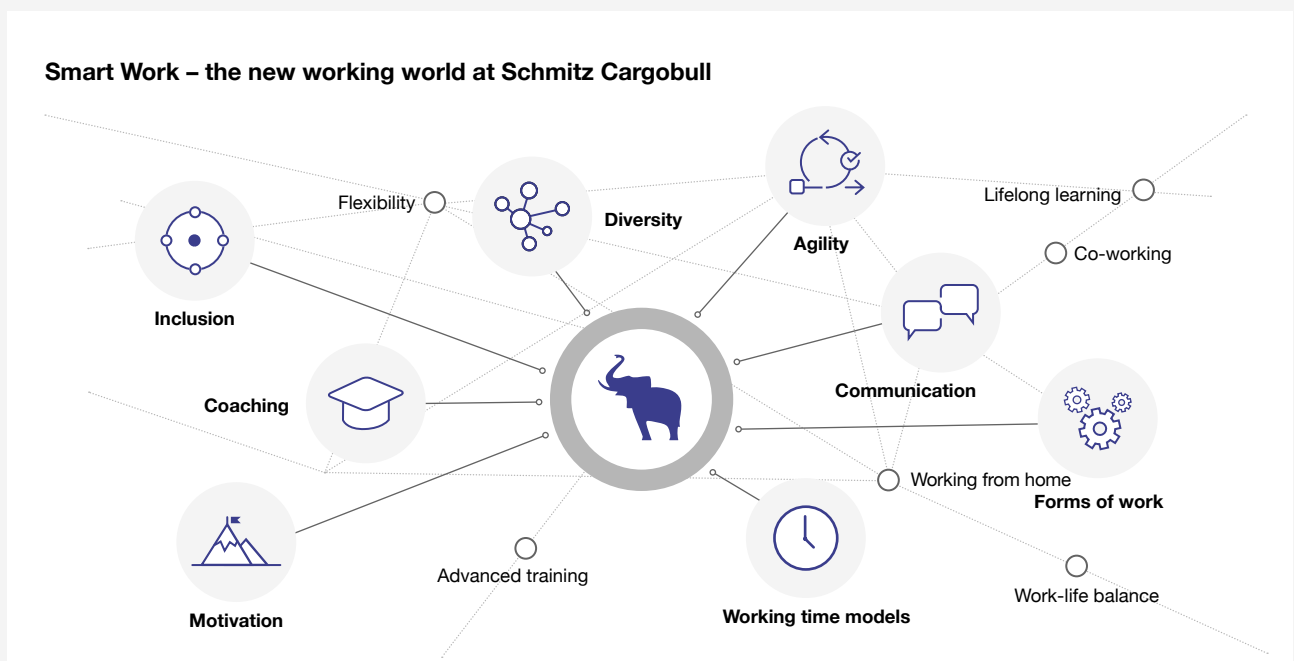 Smart Work – the new working world at Schmitz Cargobull
Flexibility
Diversity
Agility
Lifelong learning
Co-working
Inclusion
Coaching
Communication
Working from home
Forms of work
Advanced training
Work-life balance
Motivation
Working time models